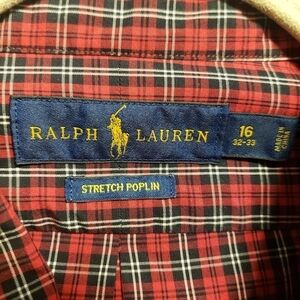 RALPH LAUREN
16
32-33
MADE IN
CHINA
STRETCH POPLIN